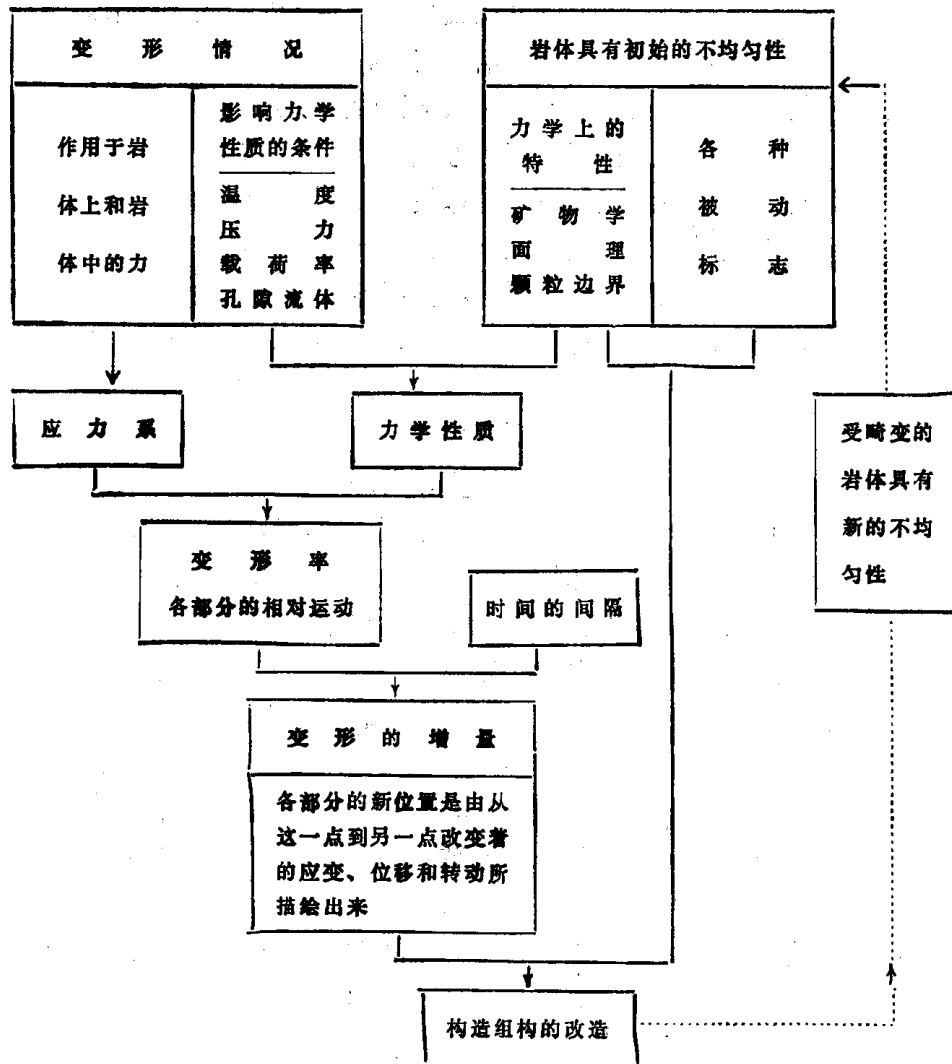 变形情况
作用于岩
体上和岩
体中的力
影响力学
性质的条件
温度
压力
载荷率
孔隙流体
岩体具有初始的不均匀性
力学上的
特性
矿物学
面理
颗粒边界
各种
被动
标志
应力系
力学性质
受畸变的
岩体具有
新的不均
匀性
变形率
各部分的相对运动
时间的间隔
变形的增量
各部分的新位置是由从
这一点到另一点改变着
的应变、位移和转动所
描绘出来
构造组构的改造